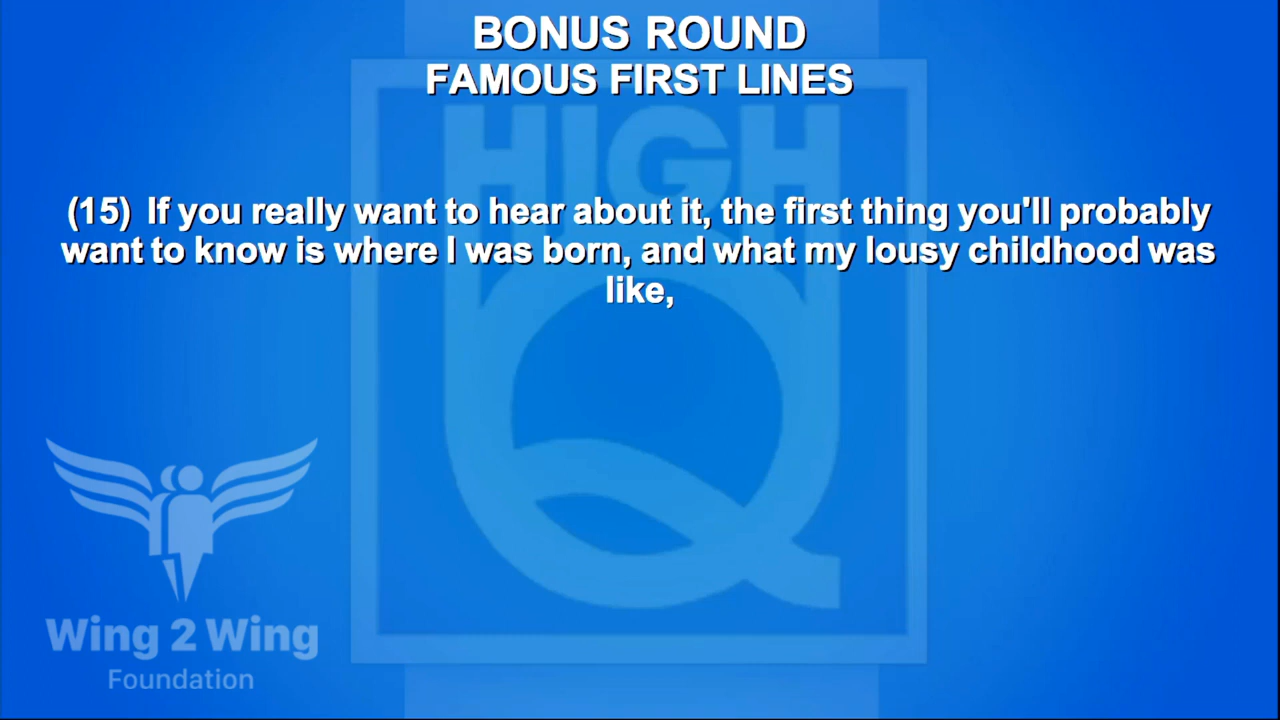 BONUS ROUND
FAMOUS FIRST LINES
HIGH
Q
(15) If you really want to hear about it, the first thing you'll probably
want to know is where I was born, and what my lousy childhood was
like,
Wing 2 Wing
Foundation